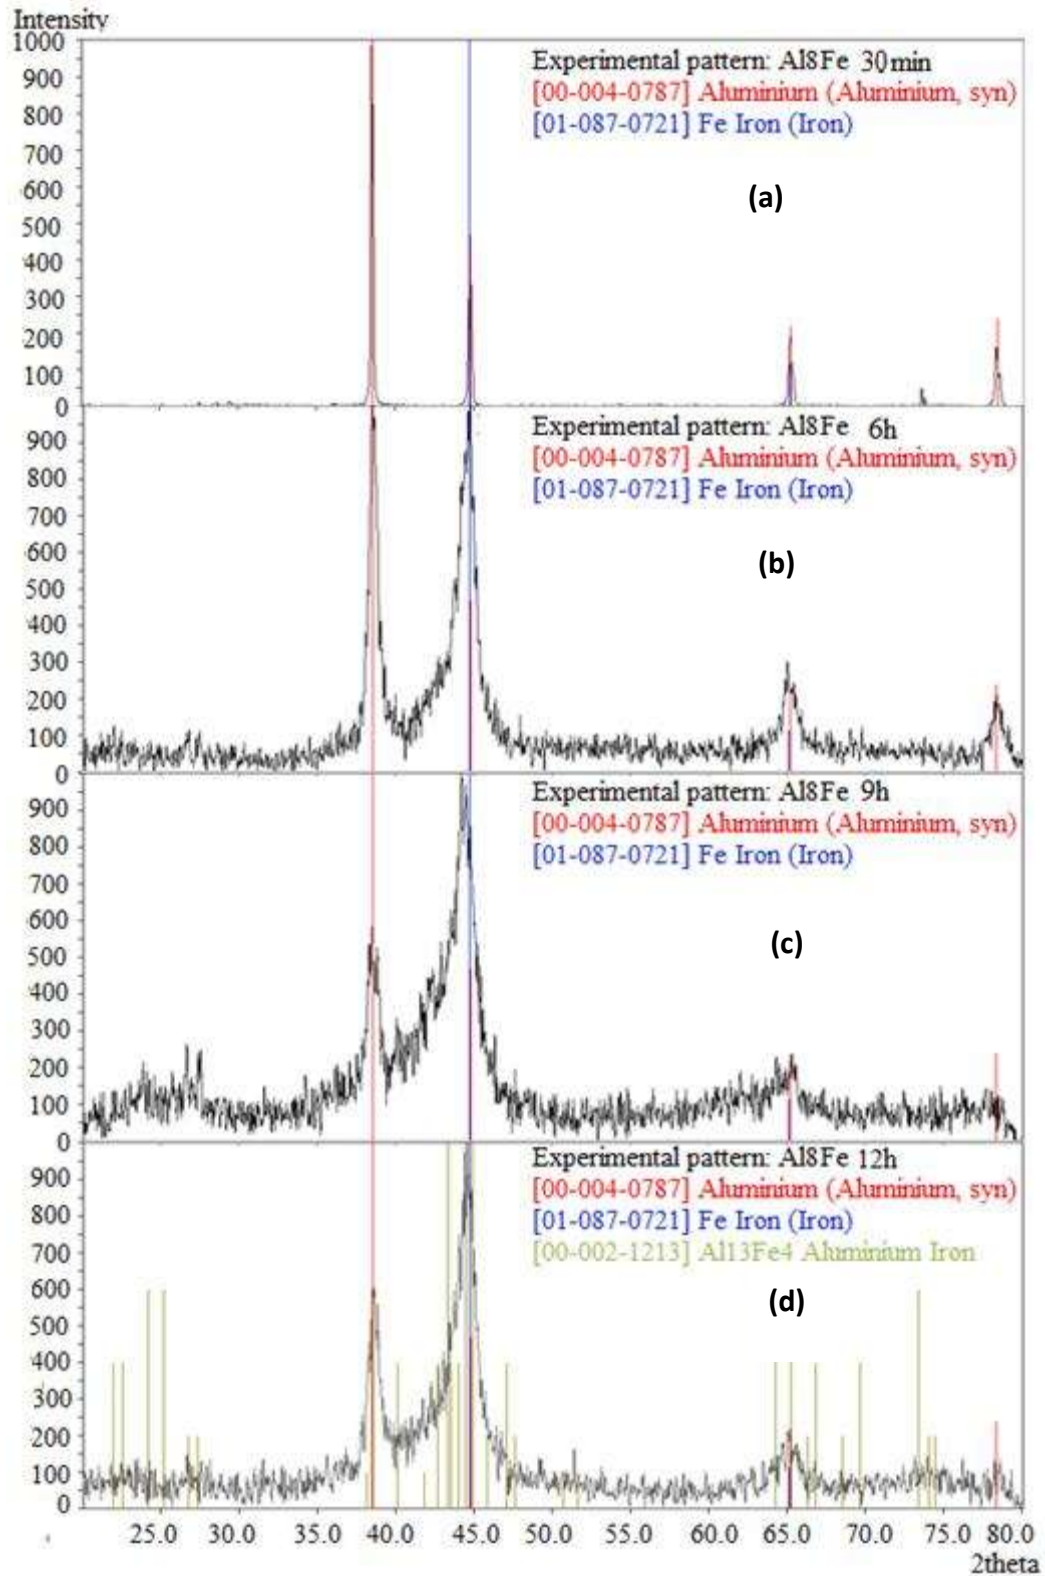 Intensity
1000
900
800
700
600
500
400
300
200
100
0
Experimental pattern: Al8Fe 30min
[00-004-0787] Aluminium (Aluminium, syn)
[01-087-0721] Fe Iron (Iron)
(a)
900
800
700
600
500
400
300
200
100
0
Experimental pattern: Al8Fe 6h
[00-004-0787] Aluminium (Aluminium, syn)
[01-087-0721] Fe Iron (Iron)
(b)
900
800
700
600
500
400
300
200
100
0
Experimental pattern: Al8Fe 9h
[00-004-0787] Aluminium (Aluminium, syn)
[01-087-0721] Fe Iron (Iron)
(c)
900
800
700
600
500
400
300
200
100
0
Experimental pattern: Al8Fe 12h
[00-004-0787] Aluminium (Aluminium, syn)
[01-087-0721] Fe Iron (Iron)
[00-002-1213] Al13Fe4 Aluminium Iron
(d)
25.0 30.0 35.0 40.0 45.0 50.0 55.0 60.0 65.0 70.0 75.0 80.0
2theta